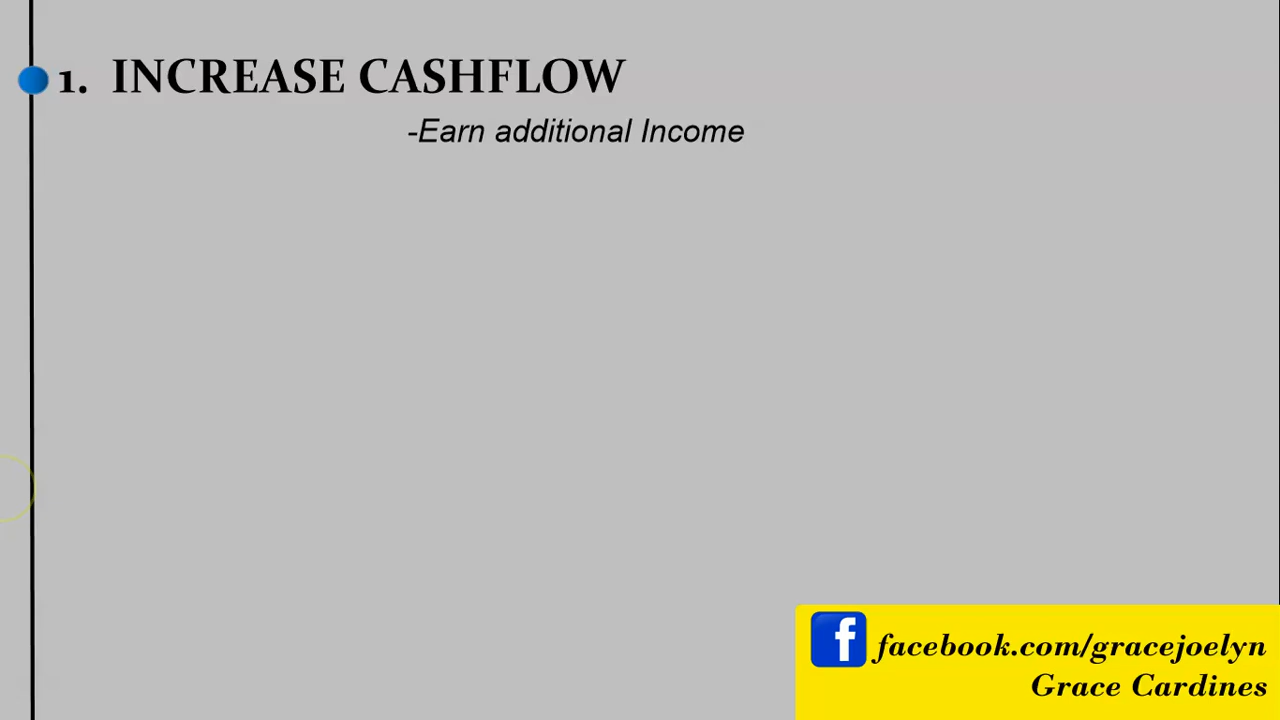 1. INCREASE CASHFLOW
-Earn additional Income
facebook.com/gracejoelyn
Grace Cardines